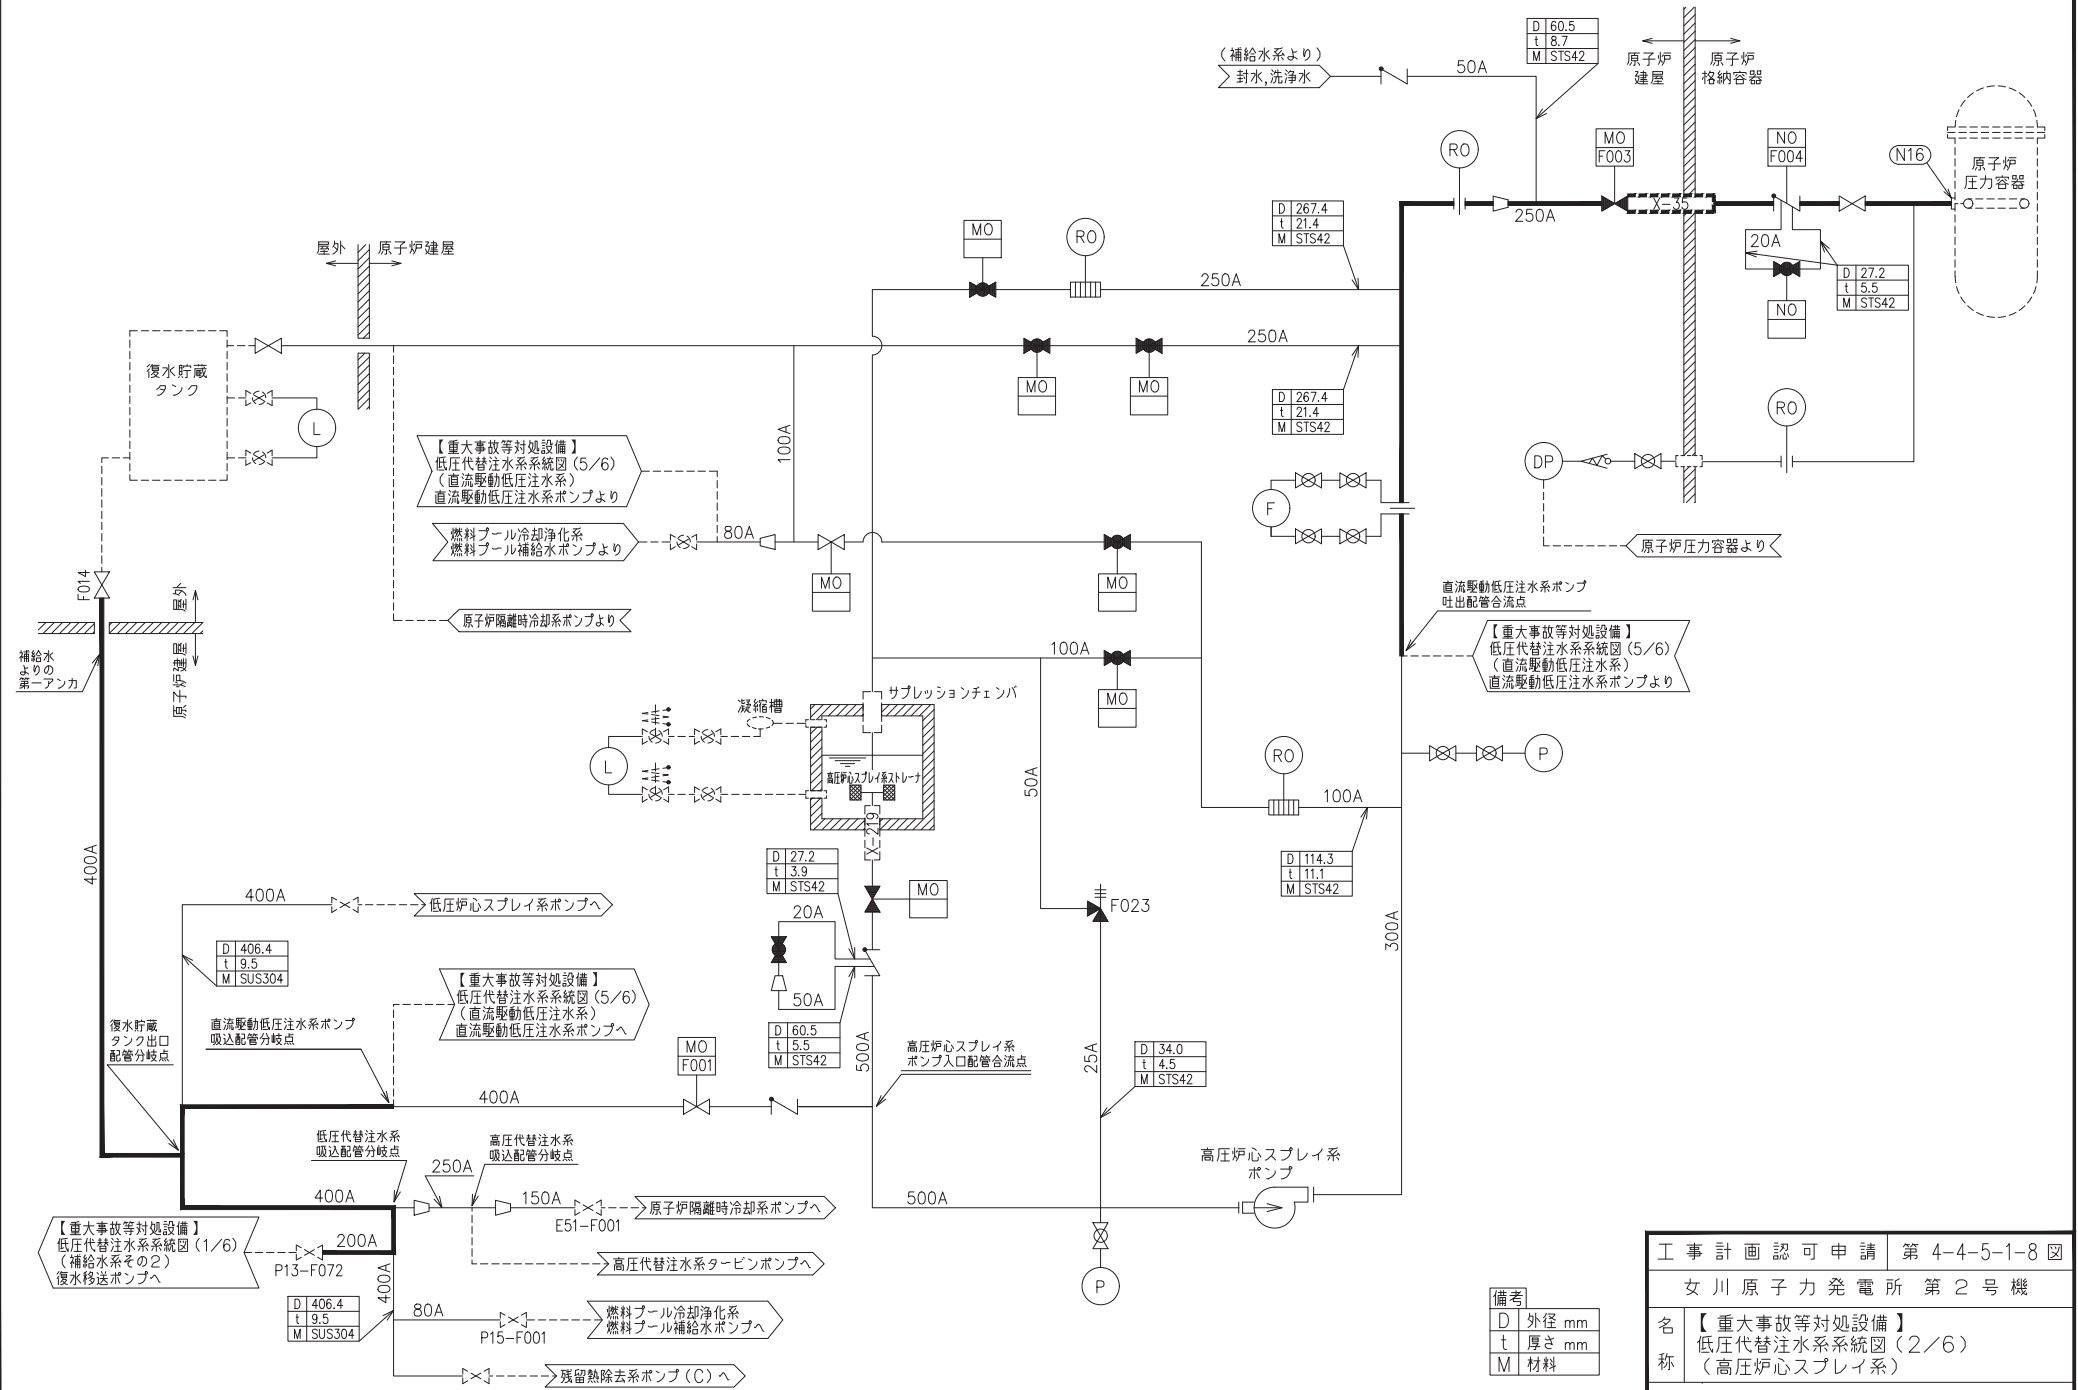 (補給水系より)
封水,洗浄水
50A
D 60.5
t 8.7
M STS42
原子炉
建屋
原子炉
格納容器
RO
MO
F003
NO
F004
N16
原子炉
圧力容器
X-35
250A
20A
D 27.2
t 5.5
M STS42
NO
屋外
原子炉建屋
MO
RO
250A
D 267.4
t 21.4
M STS42
250A
D 267.4
t 21.4
M STS42
MO
MO
復水貯蔵
タンク
L
100A
【重大事故等対処設備】
低圧代替注水系系統図(5/6)
(直流駆動低圧注水系)
直流駆動低圧注水系ポンプより
燃料プール冷却浄化系
燃料プール補給水ポンプより
80A
MO
MO
原子炉隔離時冷却系ポンプより
F
RO
DP
原子炉圧力容器より
直流駆動低圧注水系ポンプ
吐出配管合流点
【重大事故等対処設備】
低圧代替注水系系統図(5/6)
(直流駆動低圧注水系)
直流駆動低圧注水系ポンプより
F014
屋外
原子炉建屋
補給水
よりの
第一アンカ
100A
MO
サプレッションチェンバ
凝縮槽
L
高圧炉心スプレイ系ストレーナ
X-219
50A
RO
100A
P
D 114.3
t 11.1
M STS42
400A
400A
低圧炉心スプレイ系ポンプへ
D 406.4
t 9.5
M SUS304
D 27.2
t 3.9
M STS42
MO
20A
50A
D 60.5
t 5.5
M STS42
500A
F023
300A
25A
D 34.0
t 4.5
M STS42
【重大事故等対処設備】
低圧代替注水系系統図(5/6)
(直流駆動低圧注水系)
直流駆動低圧注水系ポンプへ
復水貯蔵
タンク出口
配管分岐点
直流駆動低圧注水系ポンプ
吸込配管分岐点
MO
F001
400A
高圧炉心スプレイ系
ポンプ入口配管合流点
低圧代替注水系
吸込配管分岐点
高圧代替注水系
吸込配管分岐点
400A
250A
150A
E51-F001
原子炉隔離時冷却系ポンプへ
500A
高圧炉心スプレイ系
ポンプ
P
【重大事故等対処設備】
低圧代替注水系系統図(1/6)
(補給水系その2)
復水移送ポンプへ
200A
P13-F072
高圧代替注水系タービンポンプへ
400A
D 406.4
t 9.5
M SUS304
80A
P15-F001
燃料プール冷却浄化系
燃料プール補給水ポンプへ
残留熱除去系ポンプ(C)へ
備考
D 外径 mm
t 厚さ mm
M 材料
工事計画認可申請 第4-4-5-1-8図
女川原子力発電所 第2号機
名称
【重大事故等対処設備】
低圧代替注水系系統図(2/6)
(高圧炉心スプレイ系)